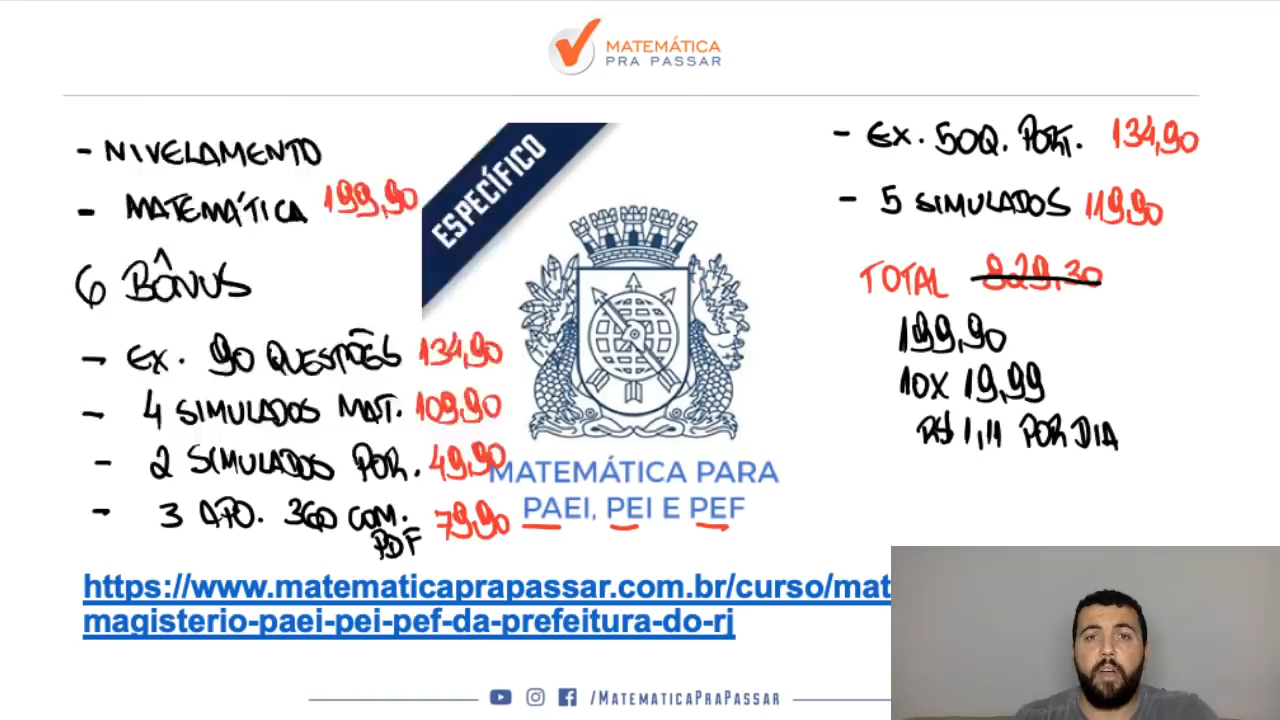 MATEMÁTICA
PRA PASSAR
- NIVELAMENTO
- MATEMÁTICA 199,90
6 BÔNUS
- EX. 90 QUESTÕES 134,90
- 4 SIMULADOS MAT. 109,90
- 2 SIMULADOS POR. 49,90
- 3 APO. 360 COM. 79,90
PDF
ESPECÍFICO
MATEMÁTICA PARA
PAEI, PEI E PEF
- EX. 50Q. PORT. 134,90
- 5 SIMULADOS 119,90
TOTAL 829,30
199,90
10X 19,99
R$ 1,11 POR DIA
https://www.matematicaprapassar.com.br/curso/mat
magisterio-paei-pei-pef-da-prefeitura-do-rj
/MATEMATICAPRAPASSAR